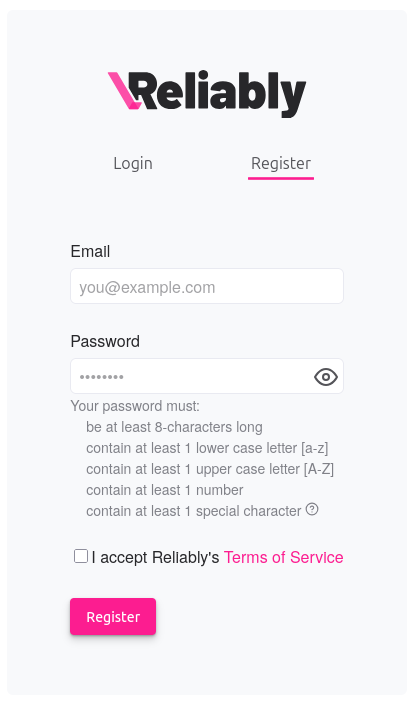 Reliably
Login Register
Email
you@example.com
Password
••••••••
Your password must:
be at least 8-characters long
contain at least 1 lower case letter [a-z]
contain at least 1 upper case letter [A-Z]
contain at least 1 number
contain at least 1 special character ?
I accept Reliably's Terms of Service
Register